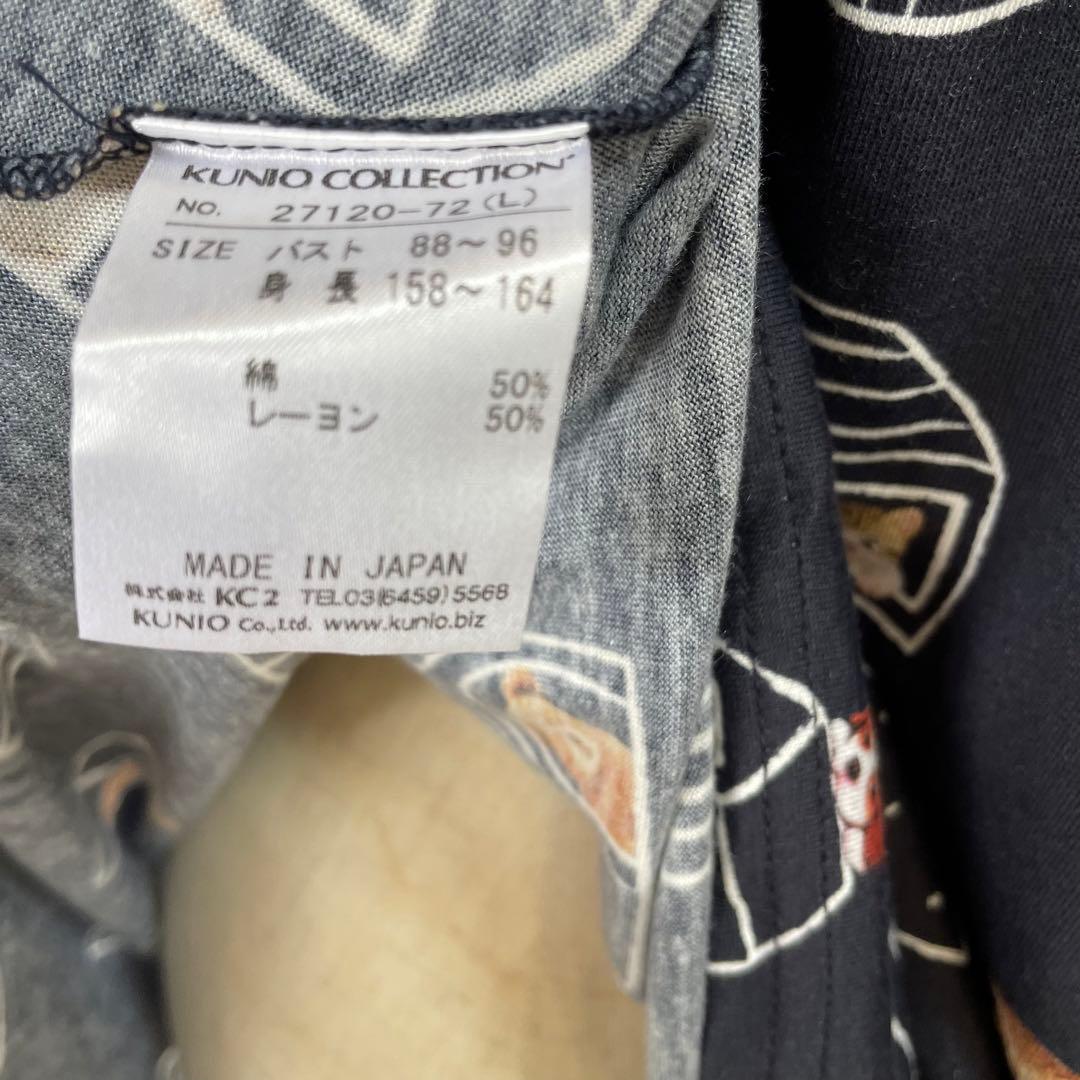 KUNIO COLLECTION
NO. 27120-72(L)
SIZE バスト 88〜96
身長 158〜164
綿 50%
レーヨン 50%
MADE IN JAPAN
株式会社 KC2 TEL.03(6459)5568
KUNIO Co.,Ltd. www.kunio.biz